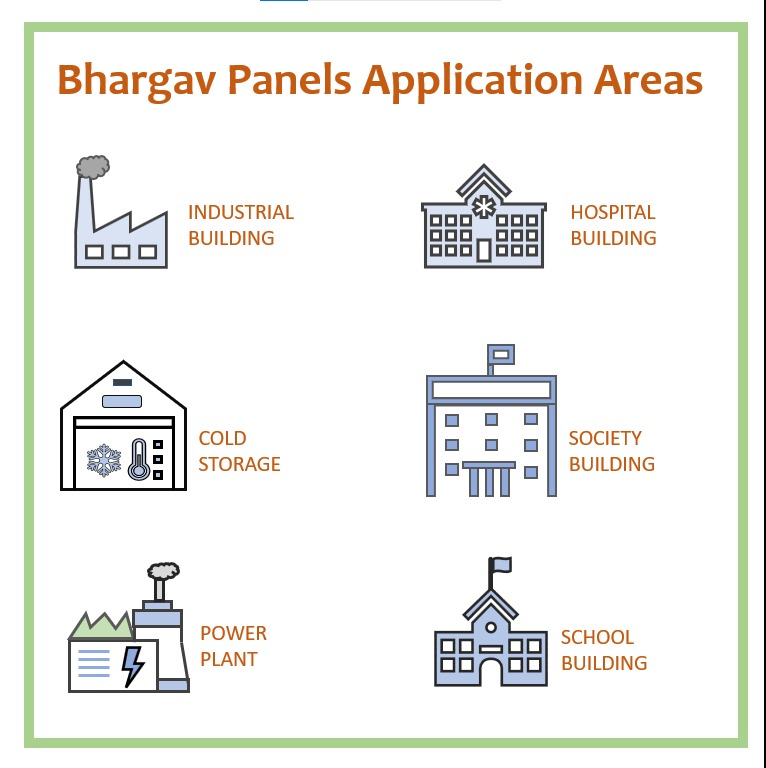 Bhargav Panels Application Areas
INDUSTRIAL
BUILDING
HOSPITAL
BUILDING
COLD
STORAGE
SOCIETY
BUILDING
POWER
PLANT
SCHOOL
BUILDING